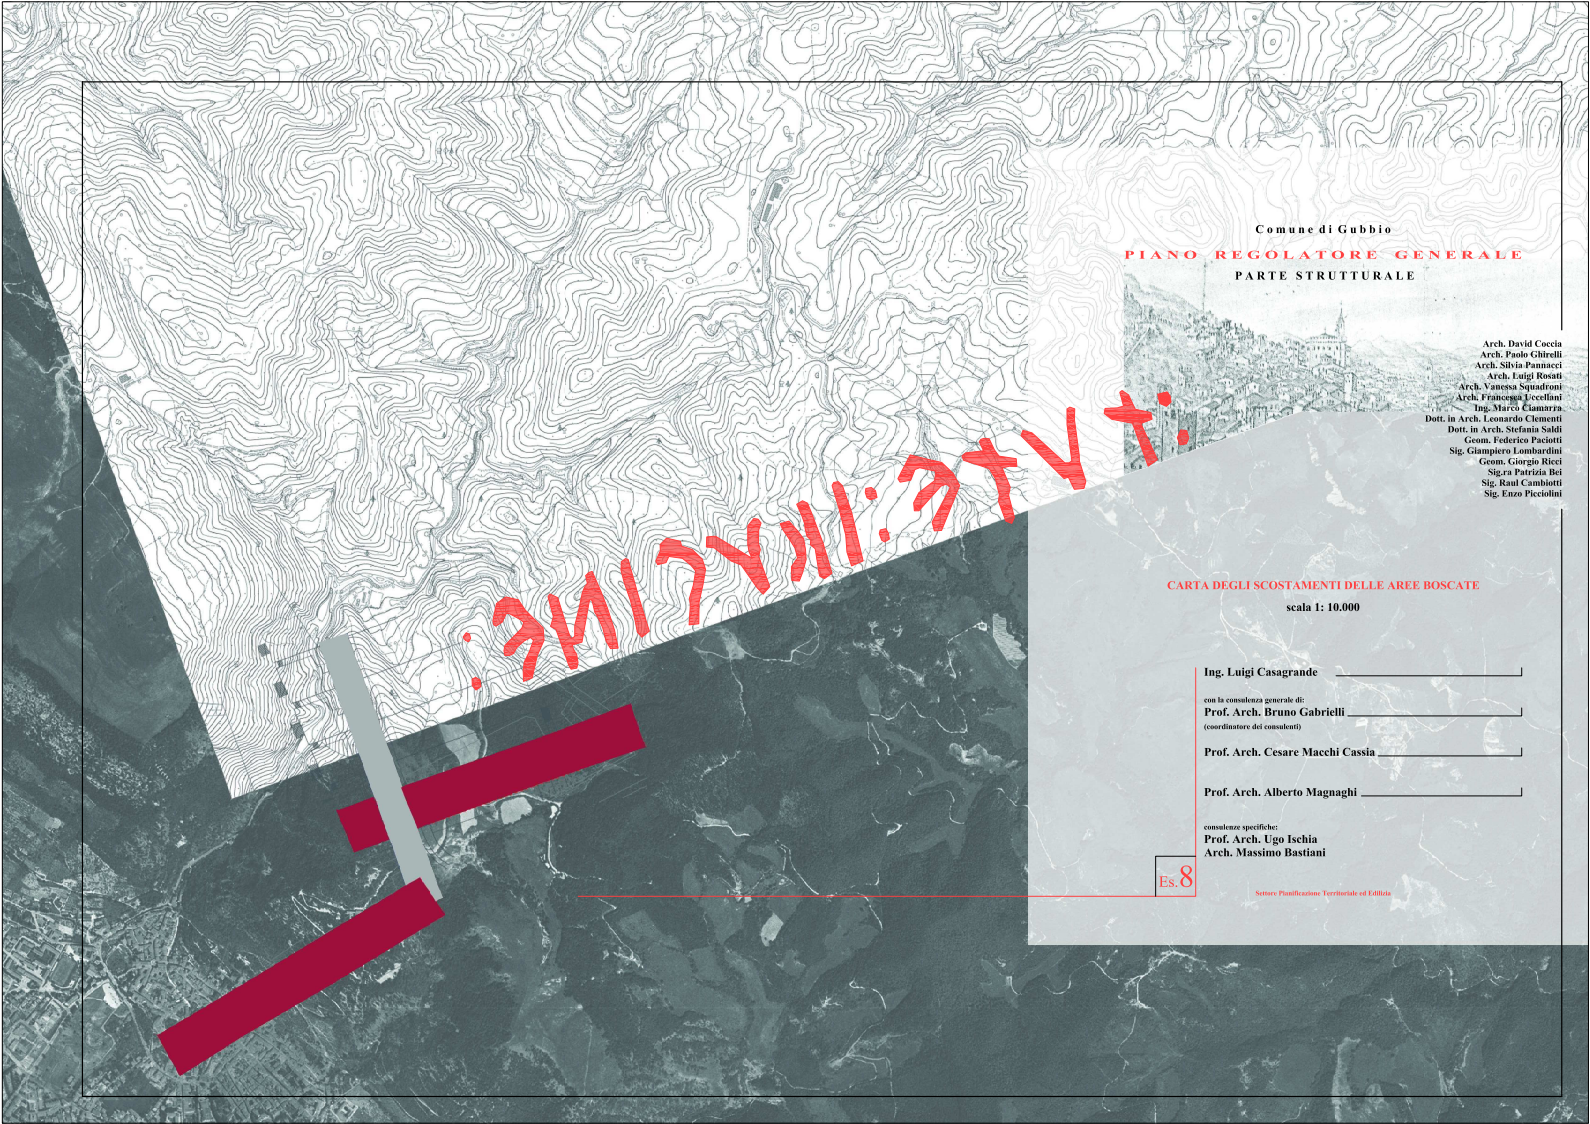 Comune di Gubbio
PIANO REGOLATORE GENERALE
PARTE STRUTTURALE
Arch. David Coccia
Arch. Paolo Ghirelli
Arch. Silvia Pannacci
Arch. Luigi Rosati
Arch. Vanessa Squadroni
Arch. Francesca Uccellani
Ing. Marco Ciamarra
Dott. in Arch. Leonardo Clementi
Dott. in Arch. Stefania Saldi
Geom. Federico Paciotti
Sig. Giampiero Lombardini
Geom. Giorgio Ricci
Sig.ra Patrizia Bei
Sig. Raul Cambiotti
Sig. Enzo Picciolini
:𐌕𐌖𐌕𐌄:𐌉𐌊𐌖𐌅𐌉𐌍𐌄:
CARTA DEGLI SCOSTAMENTI DELLE AREE BOSCATE
scala 1: 10.000
Ing. Luigi Casagrande
con la consulenza generale di:
Prof. Arch. Bruno Gabrielli
(coordinatore dei consulenti)
Prof. Arch. Cesare Macchi Cassia
Prof. Arch. Alberto Magnaghi
consulenze specifiche:
Prof. Arch. Ugo Ischia
Arch. Massimo Bastiani
Es.8
Settore Pianificazione Territoriale ed Edilizia